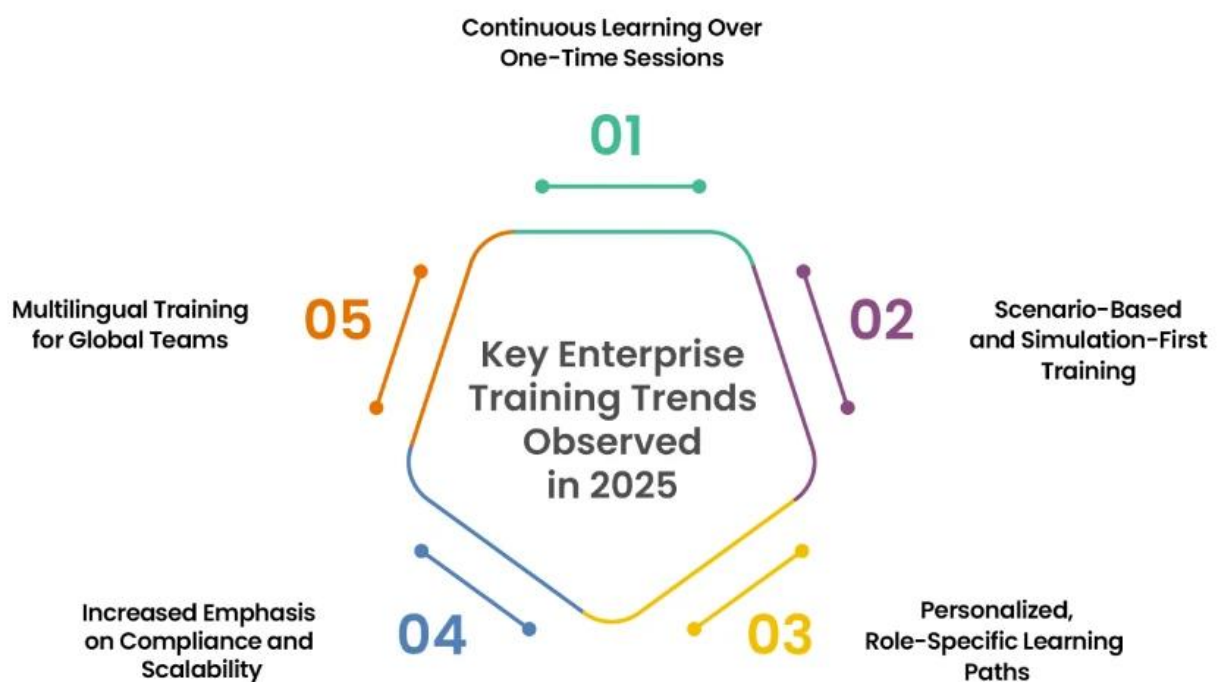 Continuous Learning Over
One-Time Sessions
01
02
Scenario-Based
and Simulation-First
Training
03
Personalized,
Role-Specific Learning
Paths
04
Increased Emphasis
on Compliance and
Scalability
05
Multilingual Training
for Global Teams
Key Enterprise
Training Trends
Observed
in 2025